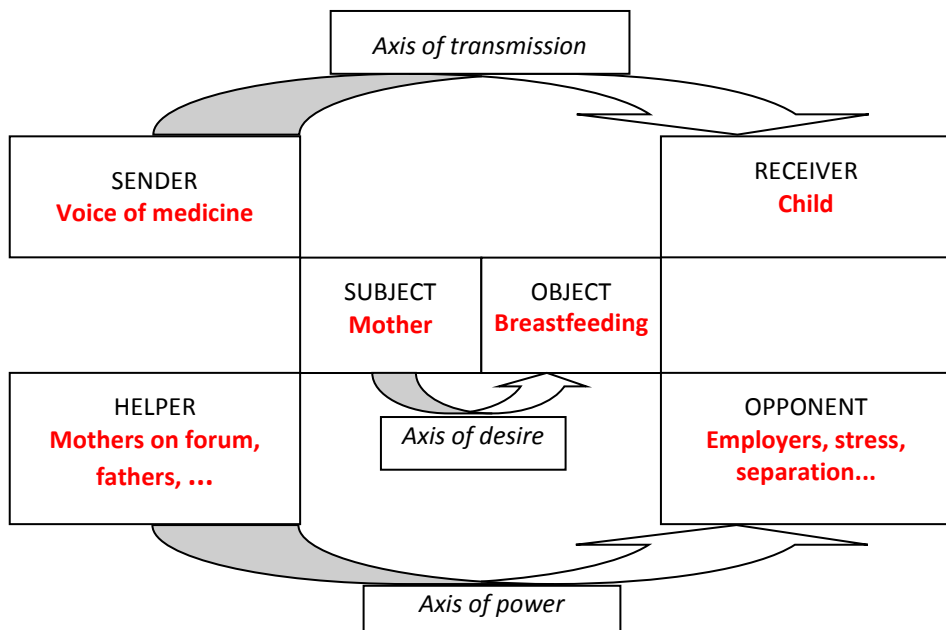 Axis of transmission
SENDER
Voice of medicine
RECEIVER
Child
SUBJECT
Mother
OBJECT
Breastfeeding
HELPER
Mothers on forum,
fathers, ...
Axis of desire
OPPONENT
Employers, stress,
separation...
Axis of power